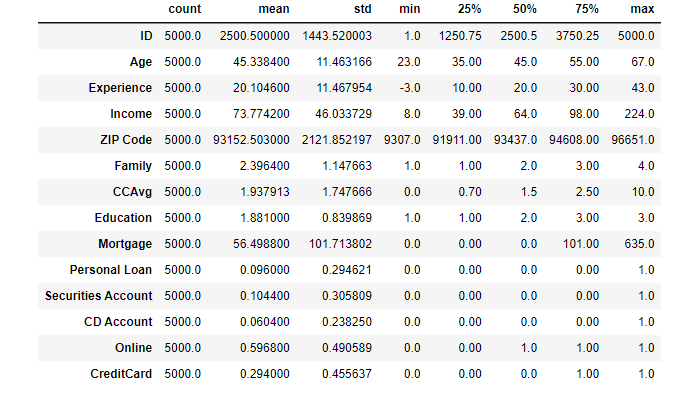 count mean std min 25% 50% 75% max
ID 5000.0 2500.500000 1443.520003 1.0 1250.75 2500.5 3750.25 5000.0
Age 5000.0 45.338400 11.463166 23.0 35.00 45.0 55.00 67.0
Experience 5000.0 20.104600 11.467954 -3.0 10.00 20.0 30.00 43.0
Income 5000.0 73.774200 46.033729 8.0 39.00 64.0 98.00 224.0
ZIP Code 5000.0 93152.503000 2121.852197 9307.0 91911.00 93437.0 94608.00 96651.0
Family 5000.0 2.396400 1.147663 1.0 1.00 2.0 3.00 4.0
CCAvg 5000.0 1.937913 1.747666 0.0 0.70 1.5 2.50 10.0
Education 5000.0 1.881000 0.839869 1.0 1.00 2.0 3.00 3.0
Mortgage 5000.0 56.498800 101.713802 0.0 0.00 0.0 101.00 635.0
Personal Loan 5000.0 0.096000 0.294621 0.0 0.00 0.0 0.00 1.0
Securities Account 5000.0 0.104400 0.305809 0.0 0.00 0.0 0.00 1.0
CD Account 5000.0 0.060400 0.238250 0.0 0.00 0.0 0.00 1.0
Online 5000.0 0.596800 0.490589 0.0 0.00 1.0 1.00 1.0
CreditCard 5000.0 0.294000 0.455637 0.0 0.00 0.0 1.00 1.0